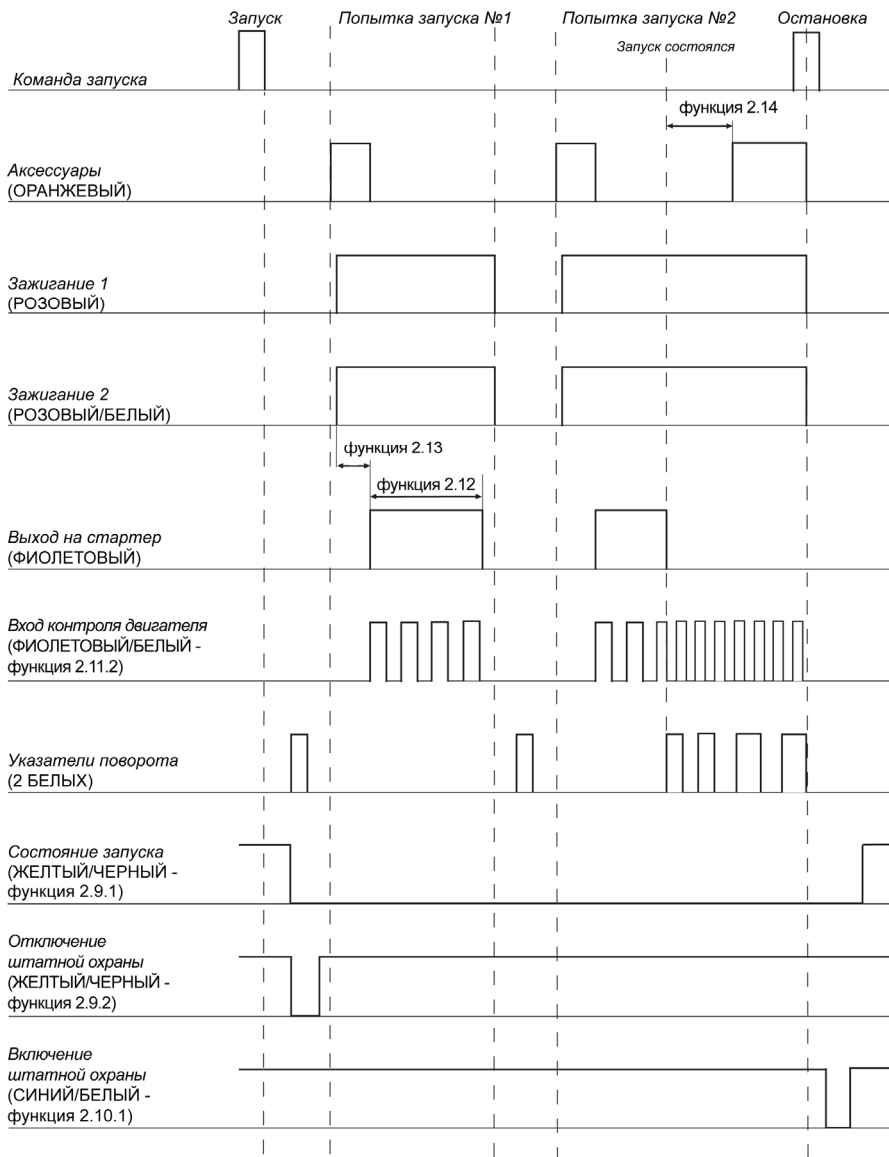 Запуск
Попытка запуска №1
Попытка запуска №2
Остановка
Запуск состоялся
Команда запуска
функция 2.14
Аксессуары
(ОРАНЖЕВЫЙ)
Зажигание 1
(РОЗОВЫЙ)
Зажигание 2
(РОЗОВЫЙ/БЕЛЫЙ)
функция 2.13
функция 2.12
Выход на стартер
(ФИОЛЕТОВЫЙ)
Вход контроля двигателя
(ФИОЛЕТОВЫЙ/БЕЛЫЙ -
функция 2.11.2)
Указатели поворота
(2 БЕЛЫХ)
Состояние запуска
(ЖЕЛТЫЙ/ЧЕРНЫЙ -
функция 2.9.1)
Отключение
штатной охраны
(ЖЕЛТЫЙ/ЧЕРНЫЙ -
функция 2.9.2)
Включение
штатной охраны
(СИНИЙ/БЕЛЫЙ -
функция 2.10.1)